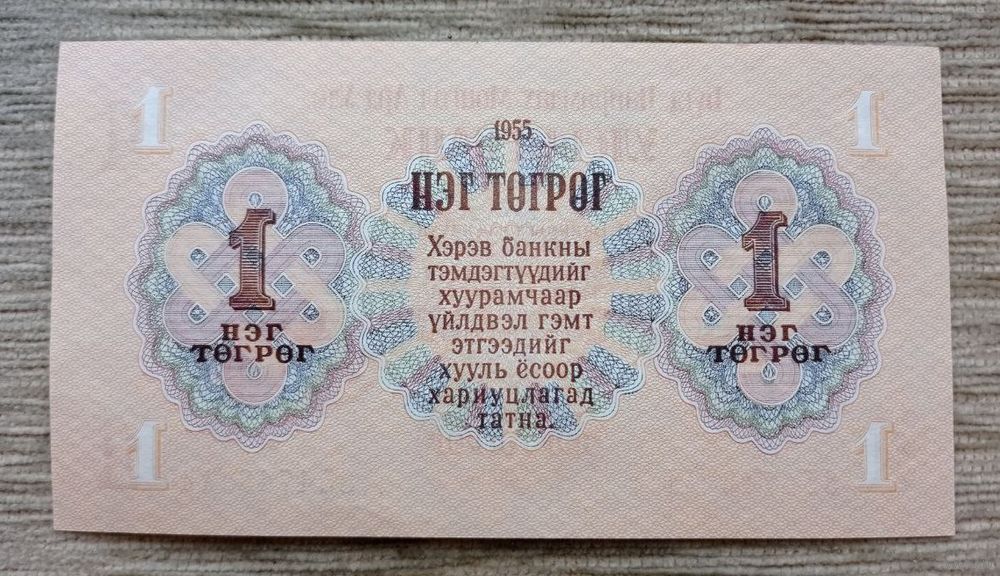 1
1
1955
НЭГ ТӨГРӨГ
Хэрэв банкны
тэмдэгтүүдийг
хуурамчаар
үйлдвэл гэмт
этгээдийг
хууль ёсоор
хариуцлагад
татна.
1
НЭГ
ТӨГРӨГ
1
НЭГ
ТӨГРӨГ
1
1